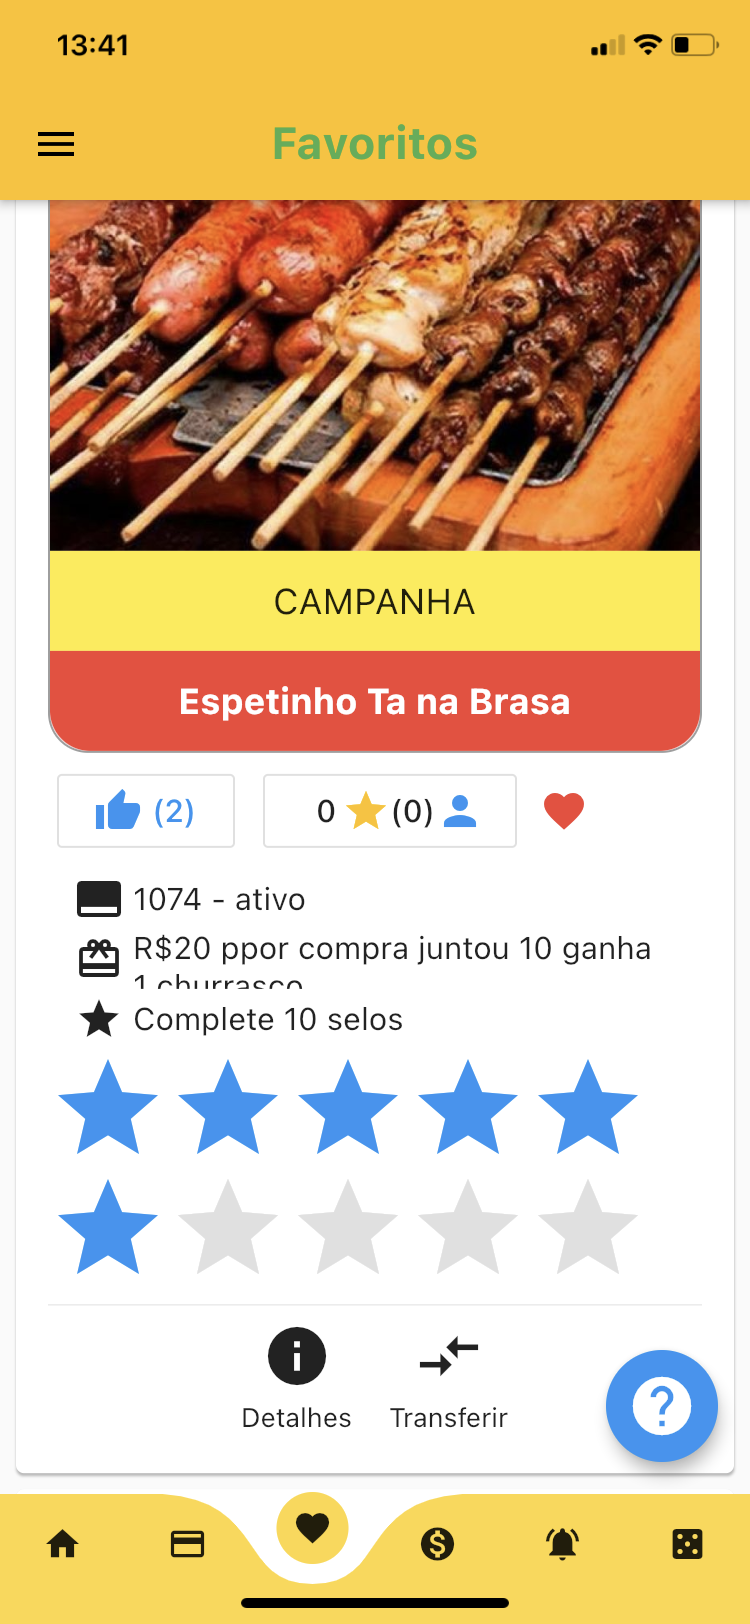 13:41
Favoritos
CAMPANHA
Espetinho Ta na Brasa
(2)
0 (0)
1074 - ativo
R$20 ppor compra juntou 10 ganha
1 churrasco
Complete 10 selos
Detalhes
Transferir